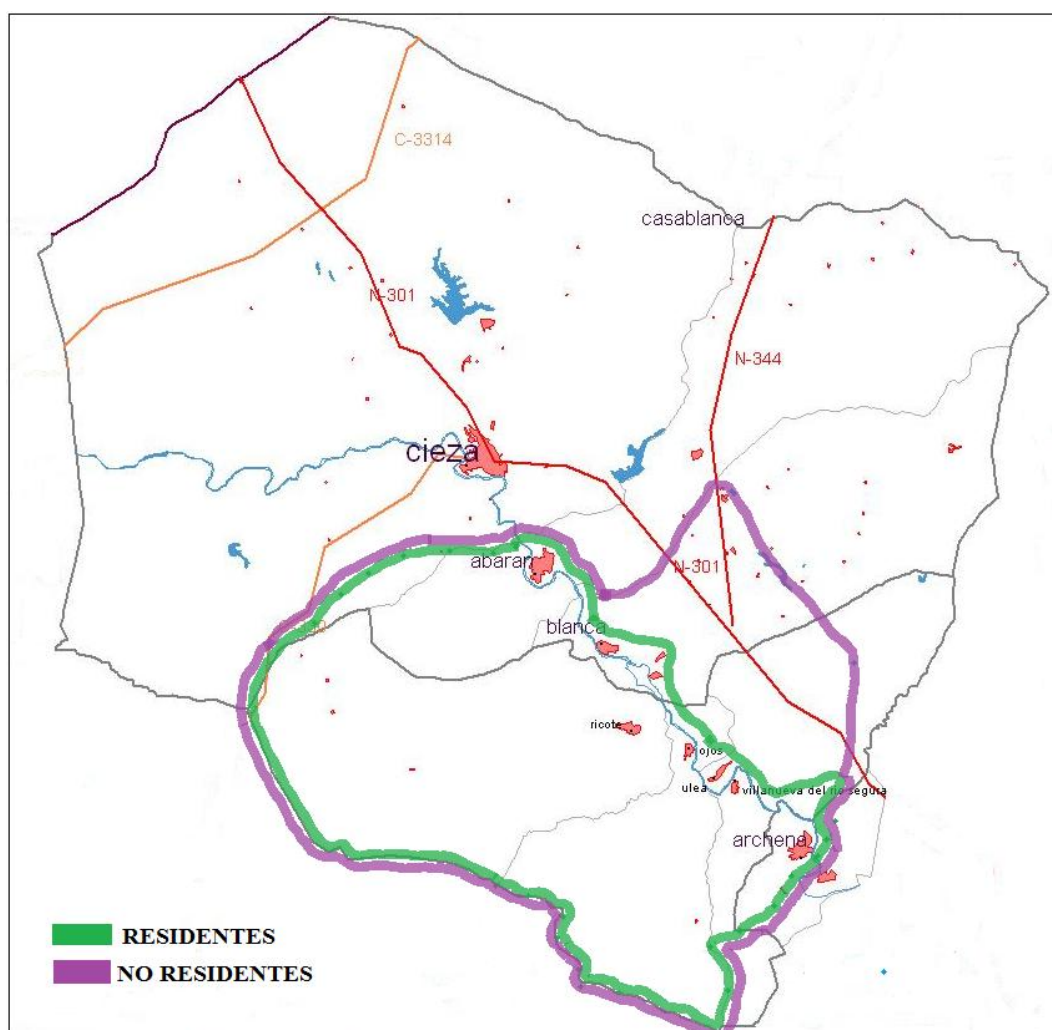 C-3314
casablanca
N-301
N-344
cieza
abaran
N-301
blanca
ricote
ojos
ulea
villanueva del rio segura
archena
RESIDENTES
NO RESIDENTES